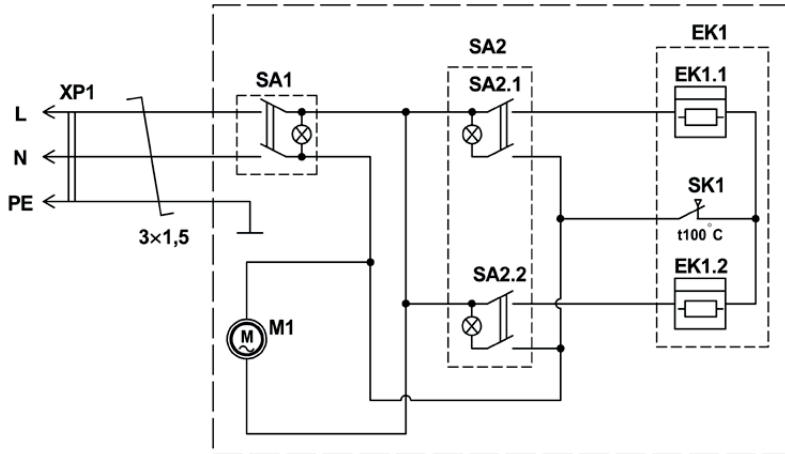 EK1
SA2
SA1
XP1
SA2.1
EK1.1
L
N
PE
SK1
t100°C
3×1,5
SA2.2
EK1.2
M
M1